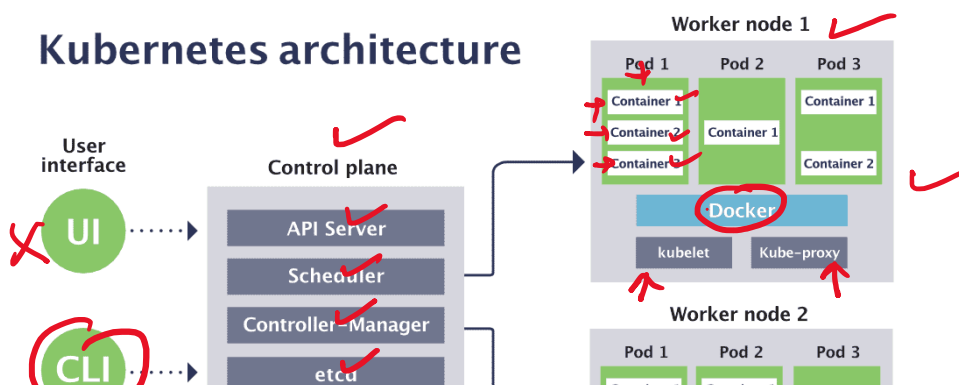 Kubernetes architecture
User
interface
UI
CLI
Control plane
API Server
Scheduler
Controller-Manager
etcd
Worker node 1
Pod 1
Pod 2
Pod 3
Container 1
Container 2
Container 3
Container 1
Container 1
Container 2
Docker
kubelet
Kube-proxy
Worker node 2
Pod 1
Pod 2
Pod 3